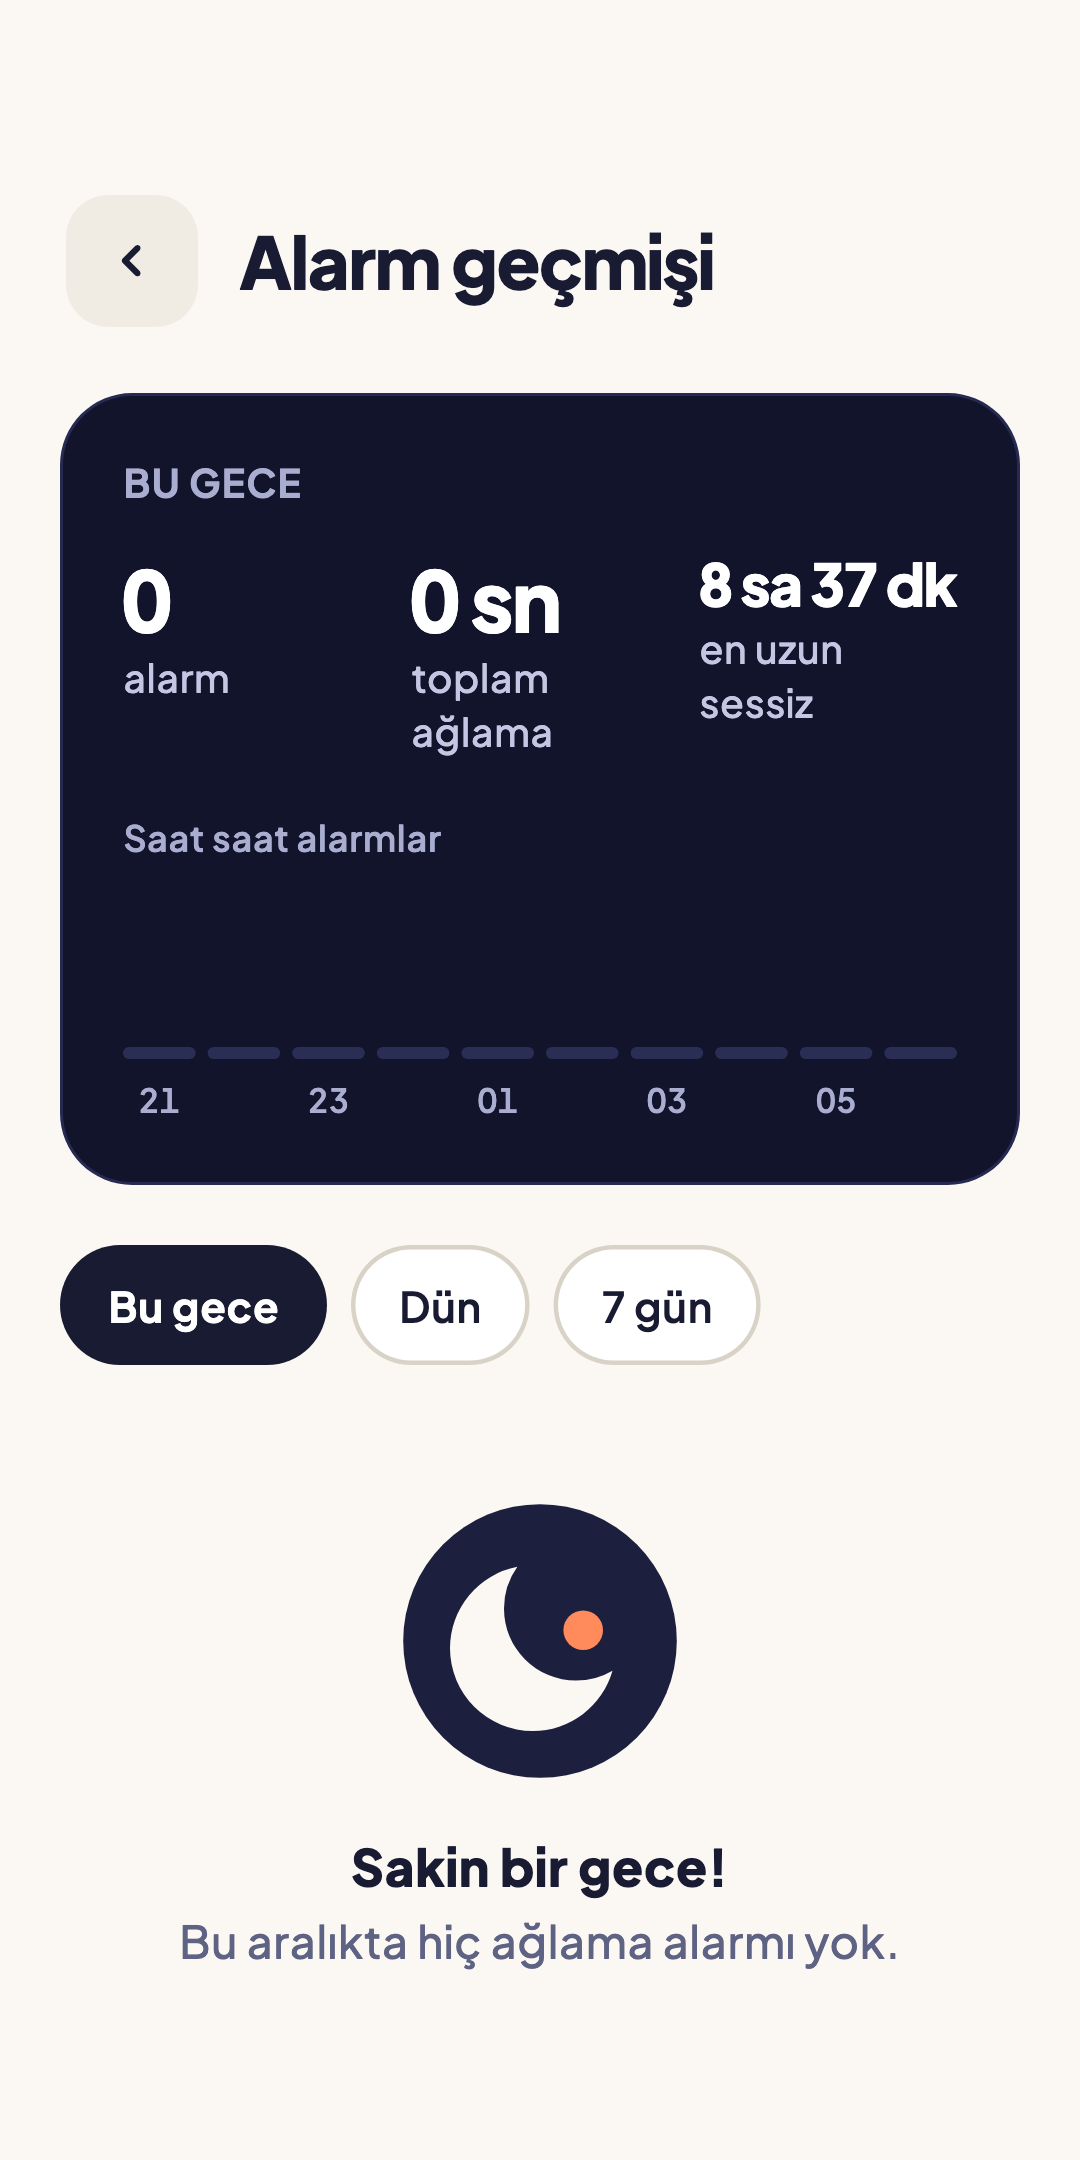 Alarm geçmişi
BU GECE
0
alarm
0 sn
toplam
ağlama
8 sa 37 dk
en uzun
sessiz
Saat saat alarmlar
21 23 01 03 05
Bu gece Dün 7 gün
Sakin bir gece!
Bu aralıkta hiç ağlama alarmı yok.